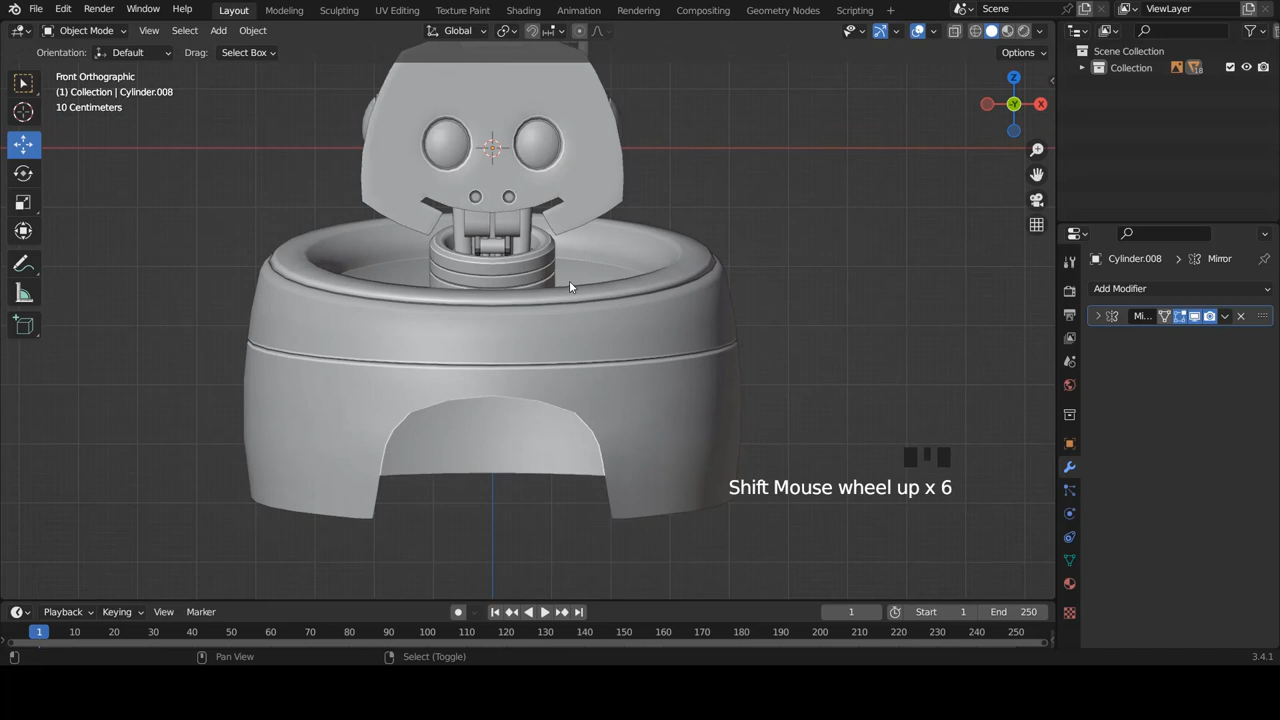 File Edit Render Window Help Layout Modeling Sculpting UV Editing Texture Paint Shading Animation Rendering Compositing Geometry Nodes Scripting + Scene ViewLayer
Object Mode View Select Add Object Global
Orientation: Default Drag: Select Box Options
Front Orthographic
(1) Collection | Cylinder.008
10 Centimeters
Z
Y
X
Scene Collection
Collection 18
Cylinder.008 > Mirror
Add Modifier
Mi...
Shift Mouse wheel up x 6
Playback Keying View Marker 1 Start 1 End 250
1 10 20 30 40 50 60 70 80 90 100 110 120 130 140 150 160 170 180 190 200 210 220 230 240 250
Pan View Select (Toggle) 3.4.1